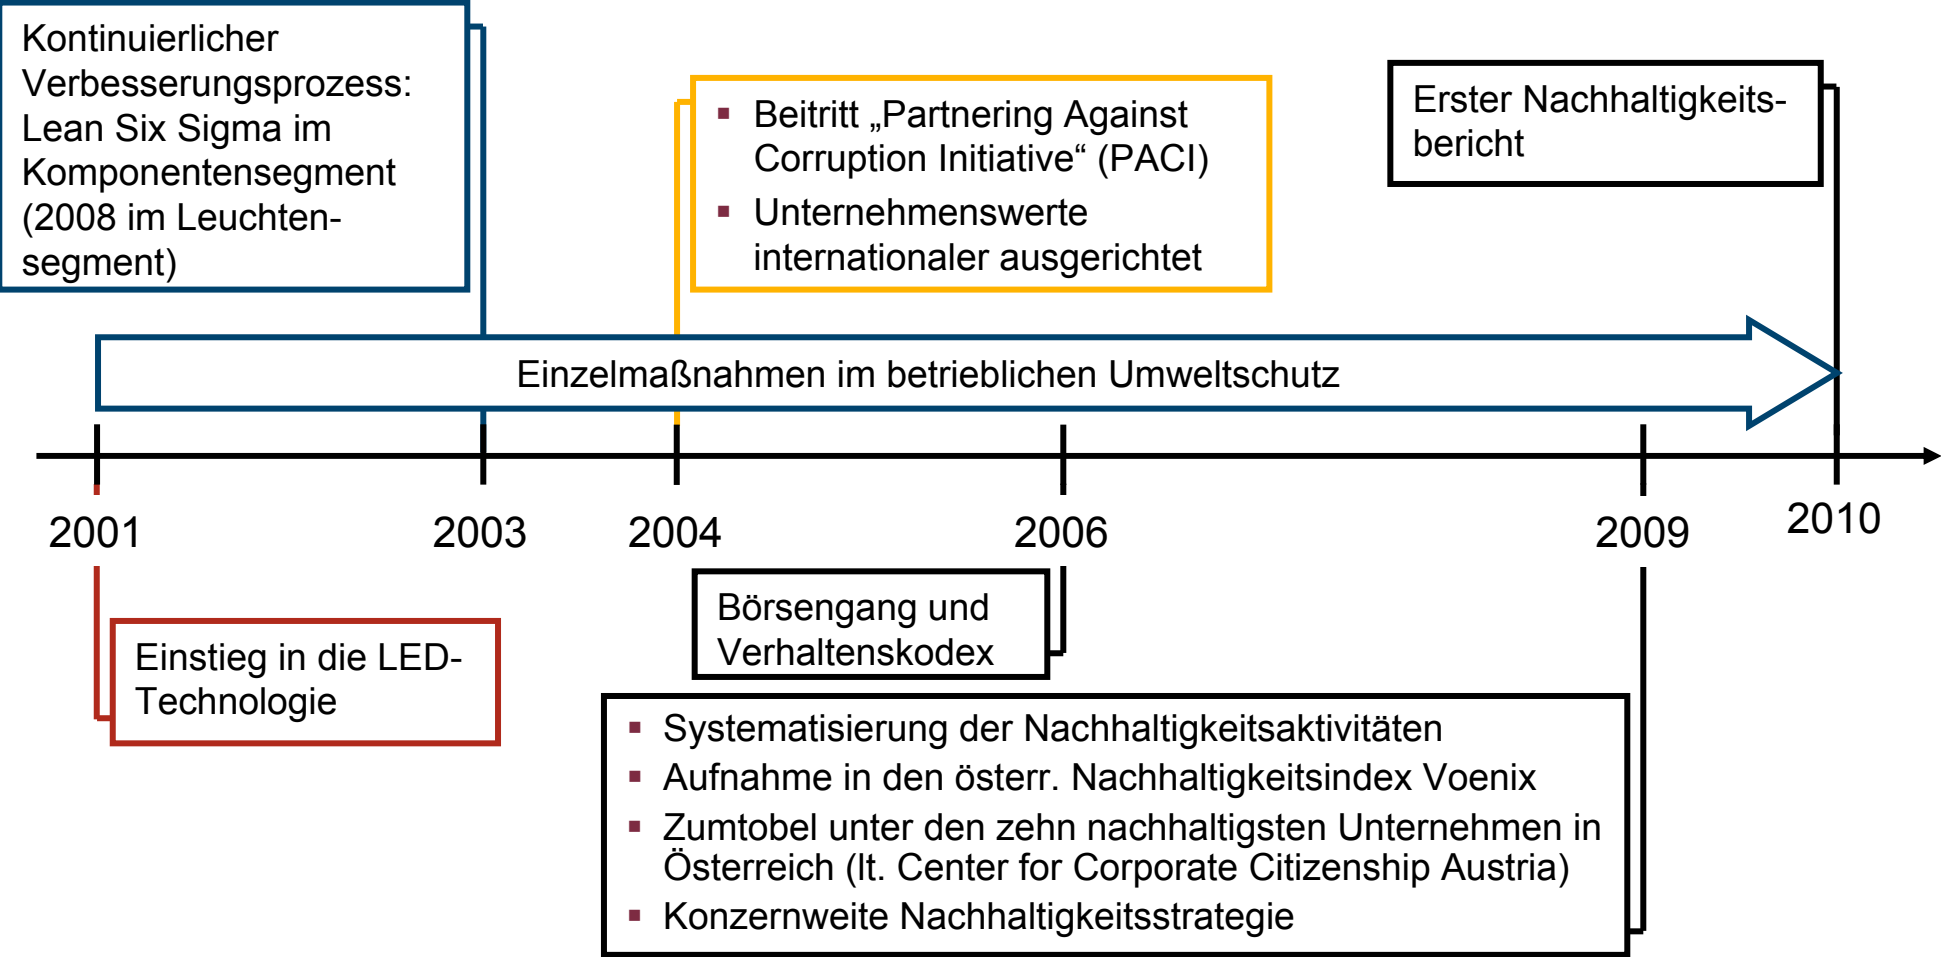 Kontinuierlicher
Verbesserungsprozess:
Lean Six Sigma im
Komponentensegment
(2008 im Leuchten-
segment)
▪ Beitritt „Partnering Against
Corruption Initiative“ (PACI)
▪ Unternehmenswerte
internationaler ausgerichtet
Erster Nachhaltigkeits-
bericht
Einzelmaßnahmen im betrieblichen Umweltschutz
2001
2003
2004
2006
2009
2010
Einstieg in die LED-
Technologie
Börsengang und
Verhaltenskodex
▪ Systematisierung der Nachhaltigkeitsaktivitäten
▪ Aufnahme in den österr. Nachhaltigkeitsindex Voenix
▪ Zumtobel unter den zehn nachhaltigsten Unternehmen in
Österreich (lt. Center for Corporate Citizenship Austria)
▪ Konzernweite Nachhaltigkeitsstrategie